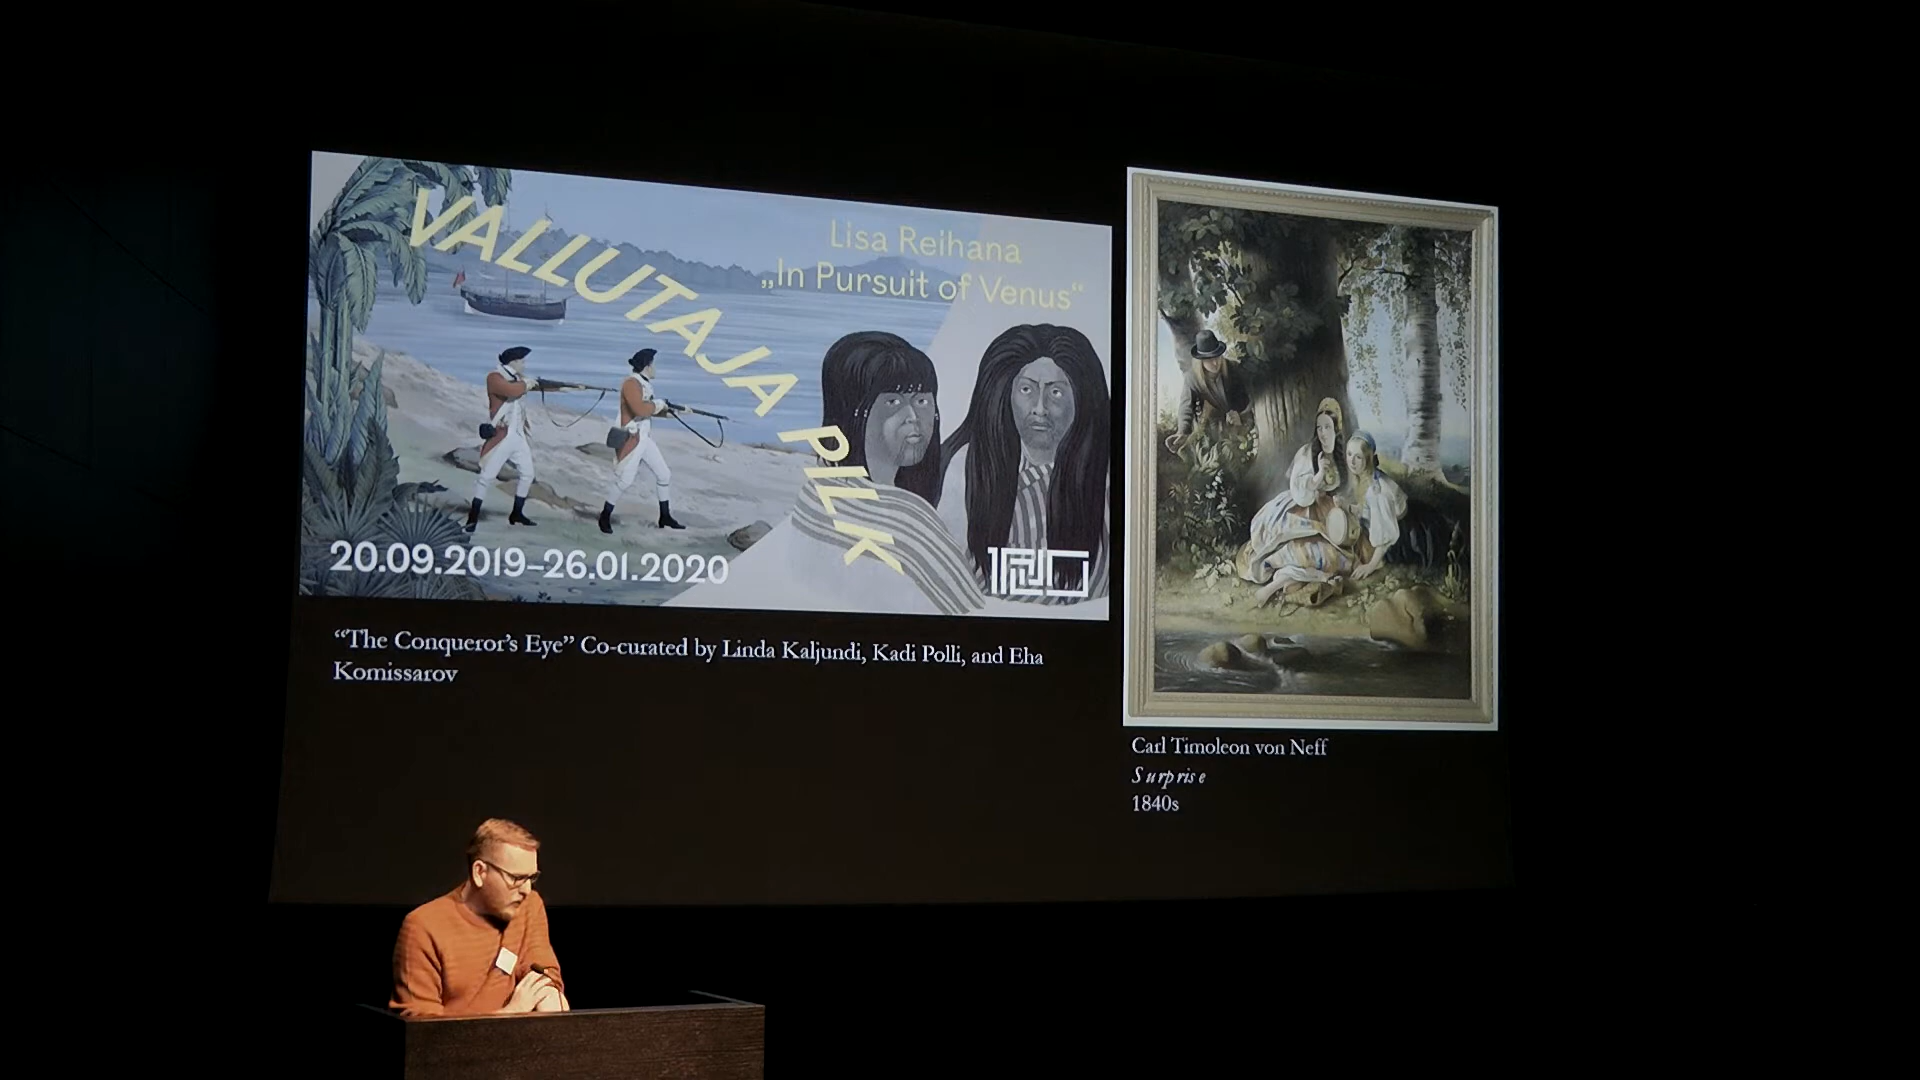 VALLUTAJA PILK
Lisa Reihana
„In Pursuit of Venus“
20.09.2019–26.01.2020
“The Conqueror’s Eye” Co-curated by Linda Kaljundi, Kadi Polli, and Eha
Komissarov
Carl Timoleon von Neff
Surprise
1840s